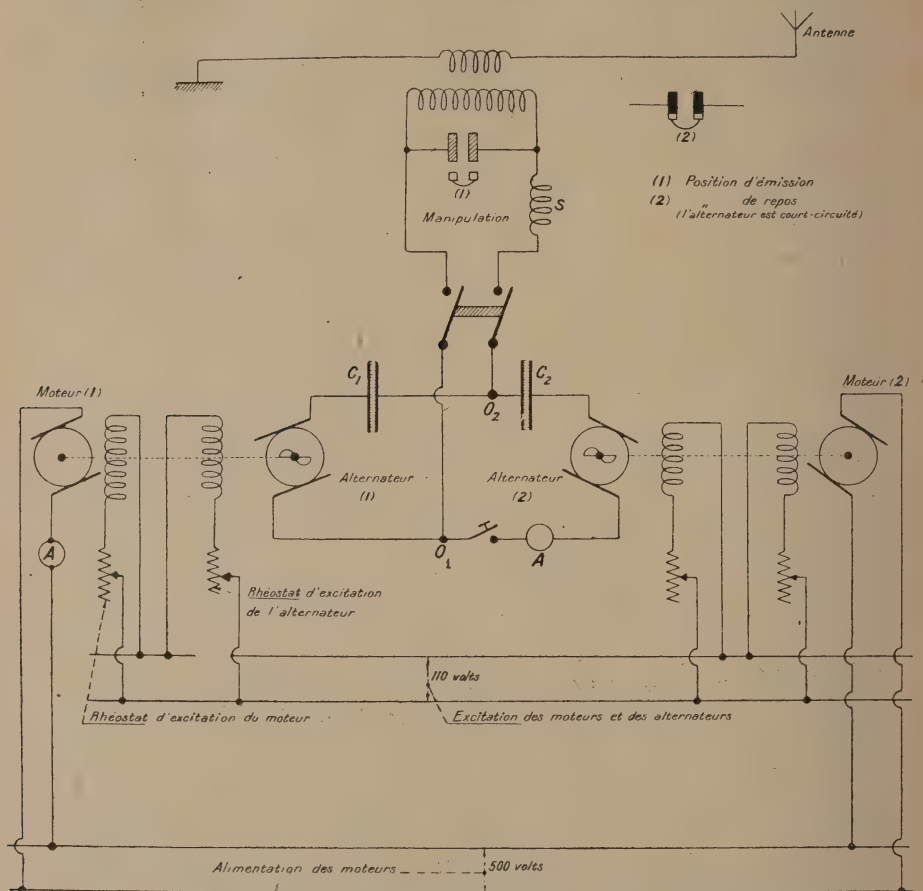 Antenne
(2)
(1) Position d'émission
(2) „ de repos
(l'alternateur est court-circuité)
(1)
S
Manipulation
C1
C2
O2
Moteur (1)
Moteur (2)
Alternateur
(1)
Alternateur
(2)
A
O1
A
Rhéostat d'excitation
de l'alternateur
110 volts
Rhéostat d'excitation du moteur
Excitation des moteurs et des alternateurs
Alimentation des moteurs
500 volts